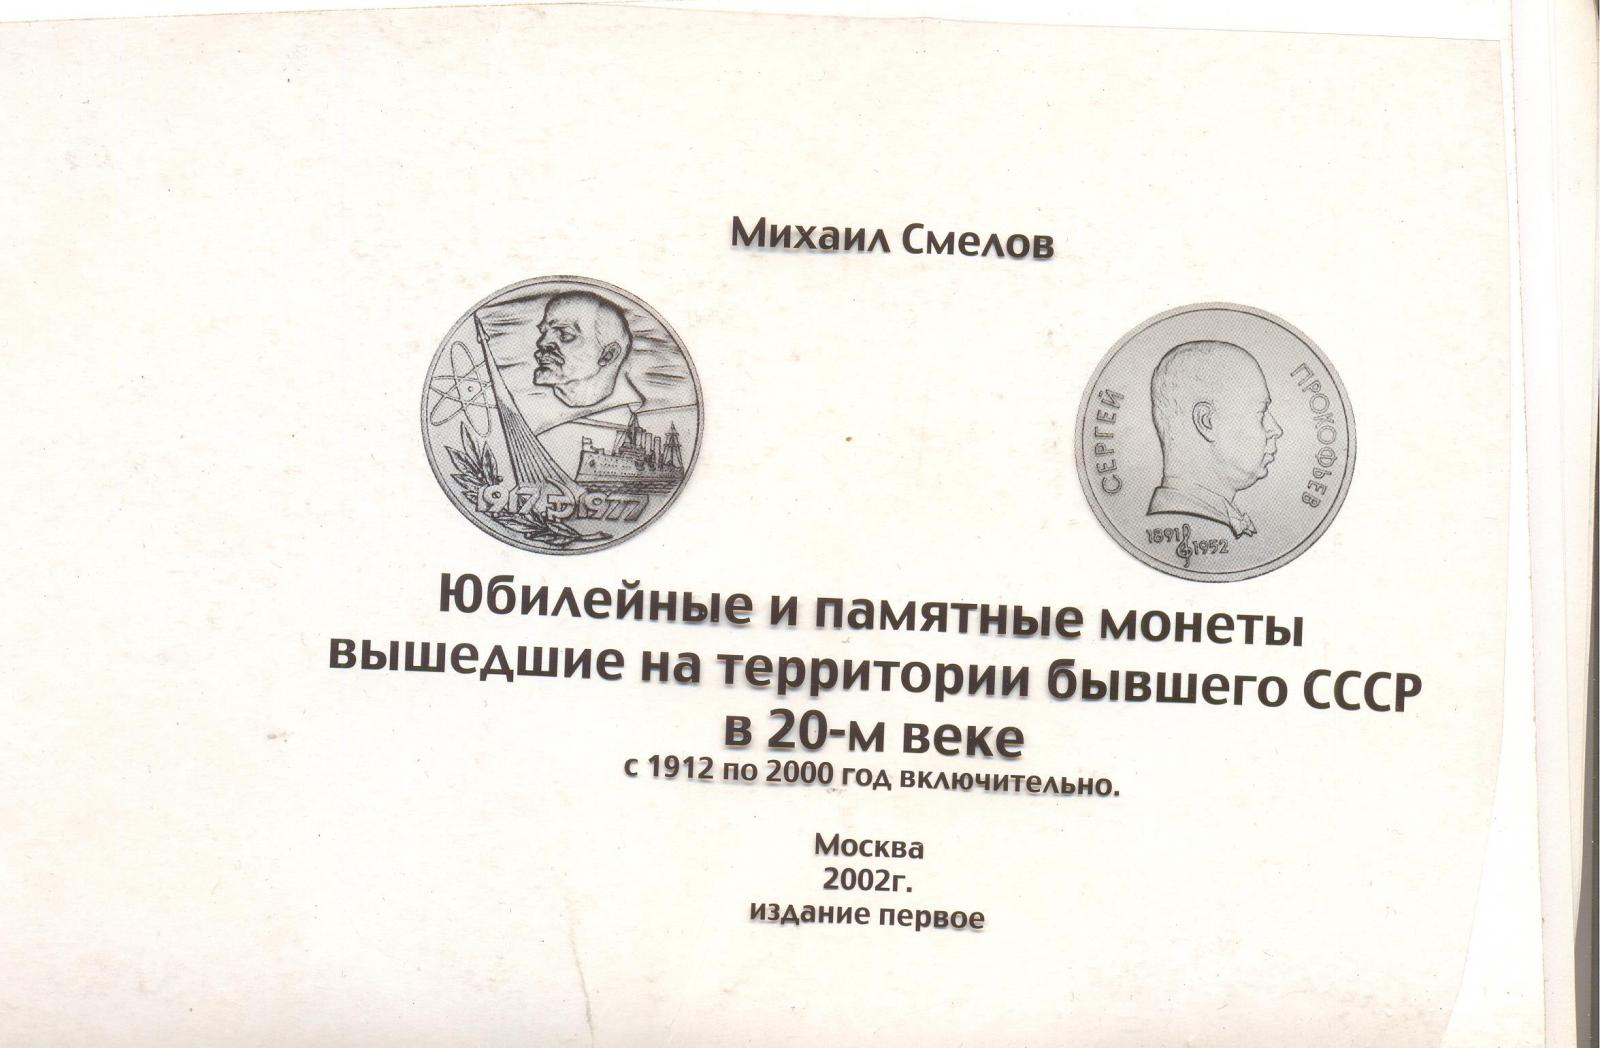 Михаил Смелов
СЕРГЕЙ
ПРОКОФЬЕВ
1917 1977
1891 1952
Юбилейные и памятные монеты
вышедшие на территории бывшего СССР
в 20-м веке
с 1912 по 2000 год включительно.
Москва
2002г.
издание первое